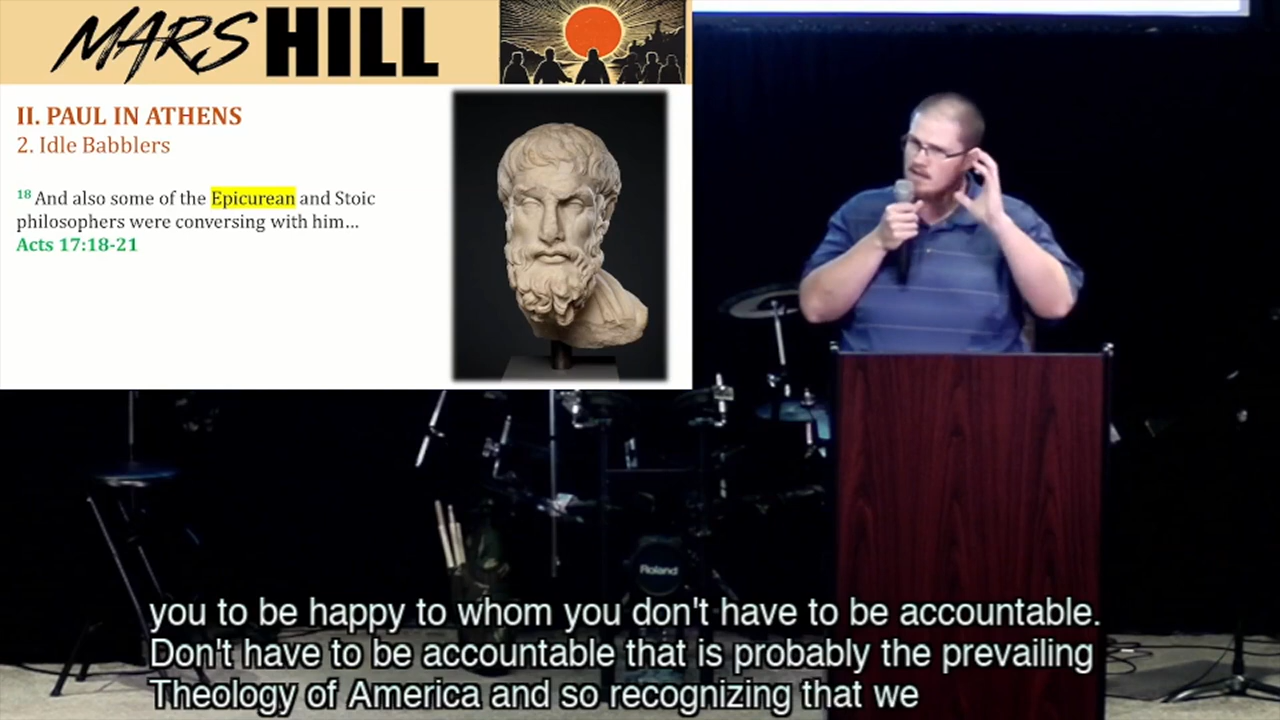 MARS HILL
II. PAUL IN ATHENS
2. Idle Babblers
18 And also some of the Epicurean and Stoic
philosophers were conversing with him...
Acts 17:18-21
Roland
you to be happy to whom you don't have to be accountable.
Don't have to be accountable that is probably the prevailing
Theology of America and so recognizing that we